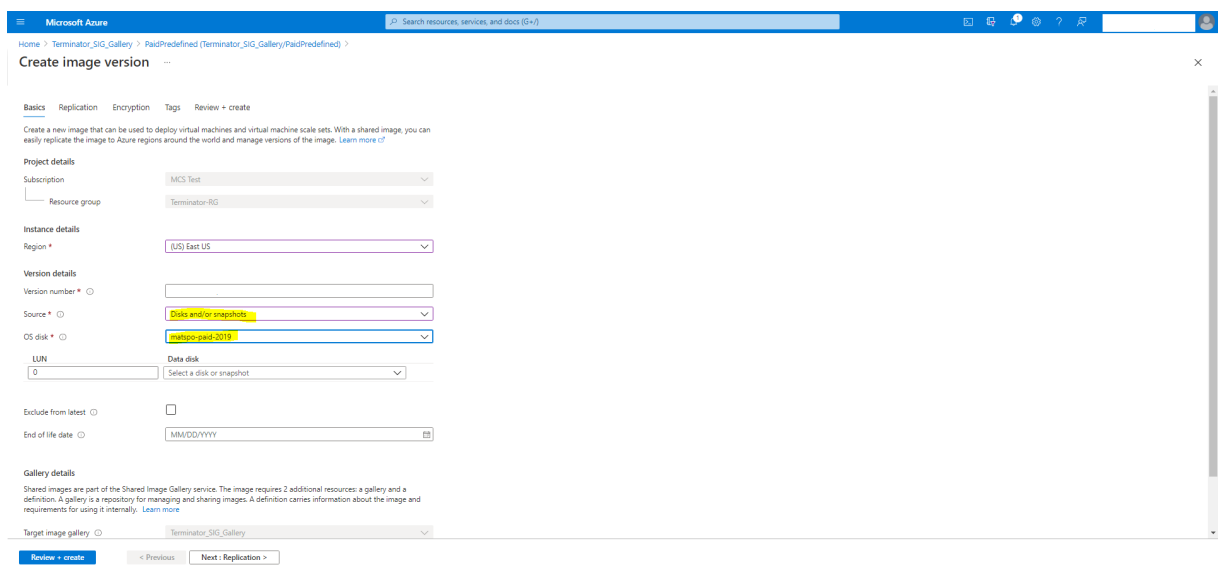 Microsoft Azure
Search resources, services, and docs (G+/)
1
Home > Terminator_SIG_Gallery > PaidPredefined (Terminator_SIG_Gallery/PaidPredefined) >
Create image version ...
Basics Replication Encryption Tags Review + create
Create a new image that can be used to deploy virtual machines and virtual machine scale sets. With a shared image, you can
easily replicate the image to Azure regions around the world and manage versions of the image. Learn more
Project details
Subscription MCS Test
Resource group Terminator-RG
Instance details
Region * (US) East US
Version details
Version number *
Source * Disks and/or snapshots
OS disk * matspo-paid-2019
LUN Data disk
0 Select a disk or snapshot
Exclude from latest
End of life date MM/DD/YYYY
Gallery details
Shared images are part of the Shared Image Gallery service. The image requires 2 additional resources: a gallery and a
definition. A gallery is a repository for managing and sharing images. A definition carries information about the image and
requirements for using it internally. Learn more
Target image gallery Terminator_SIG_Gallery
Review + create < Previous Next : Replication >